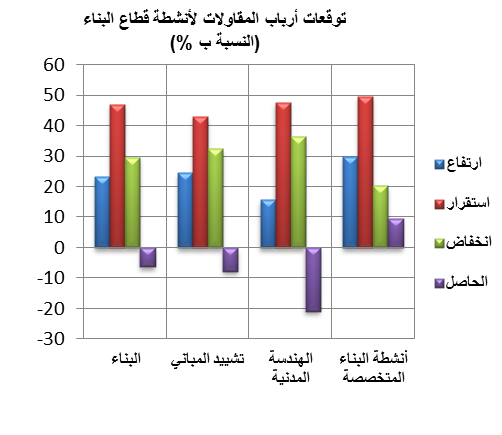 توقعات أرباب المقاولات لأنشطة قطاع البناء
(النسبة ب %)
60
50
40
30
20
10
0
-10
-20
-30
البناء
تشييد المباني
الهندسة
المدنية
أنشطة البناء
المتخصصة
ارتفاع
استقرار
انخفاض
الحاصل